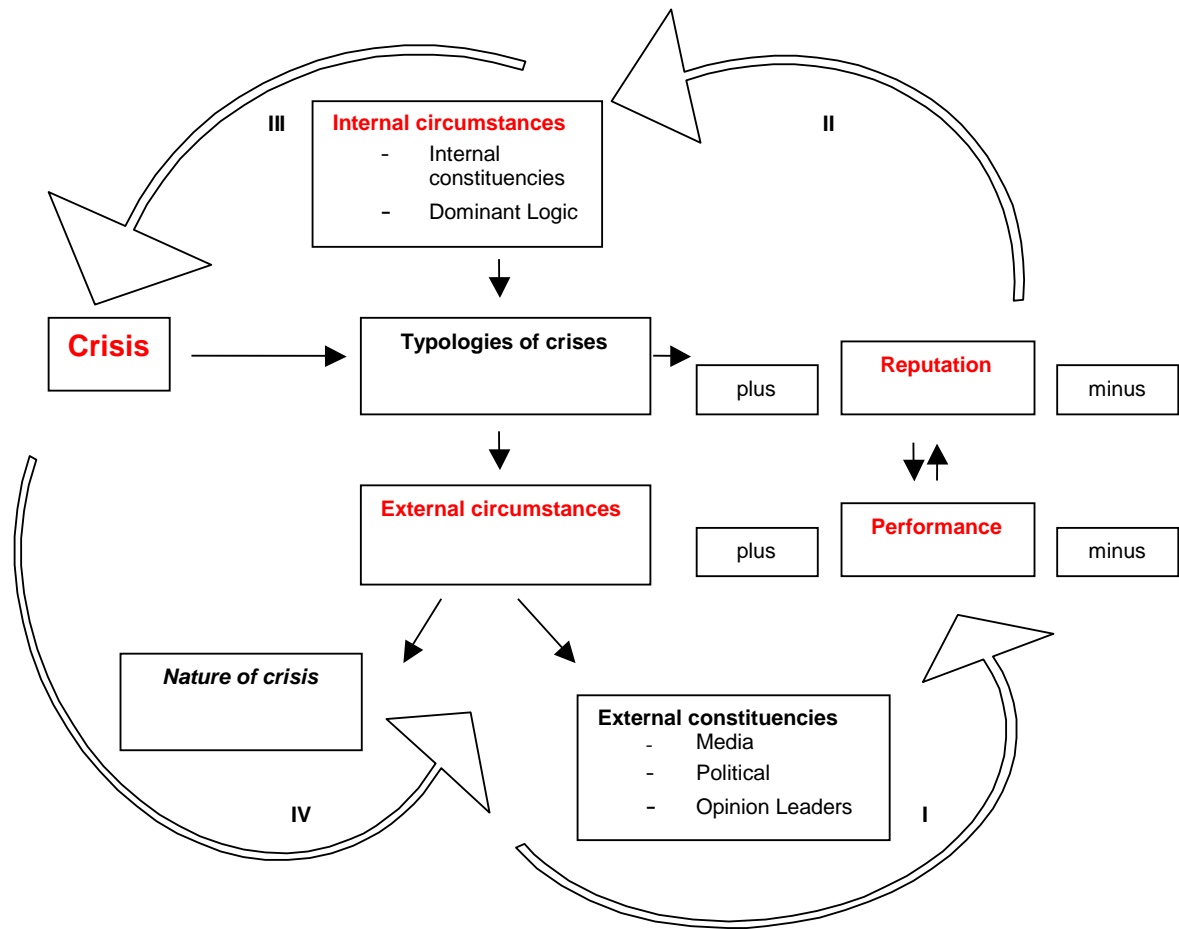 III
II
Internal circumstances
- Internal
constituencies
- Dominant Logic
Crisis
Typologies of crises
plus
Reputation
minus
External circumstances
plus
Performance
minus
Nature of crisis
External constituencies
- Media
- Political
- Opinion Leaders
IV
I